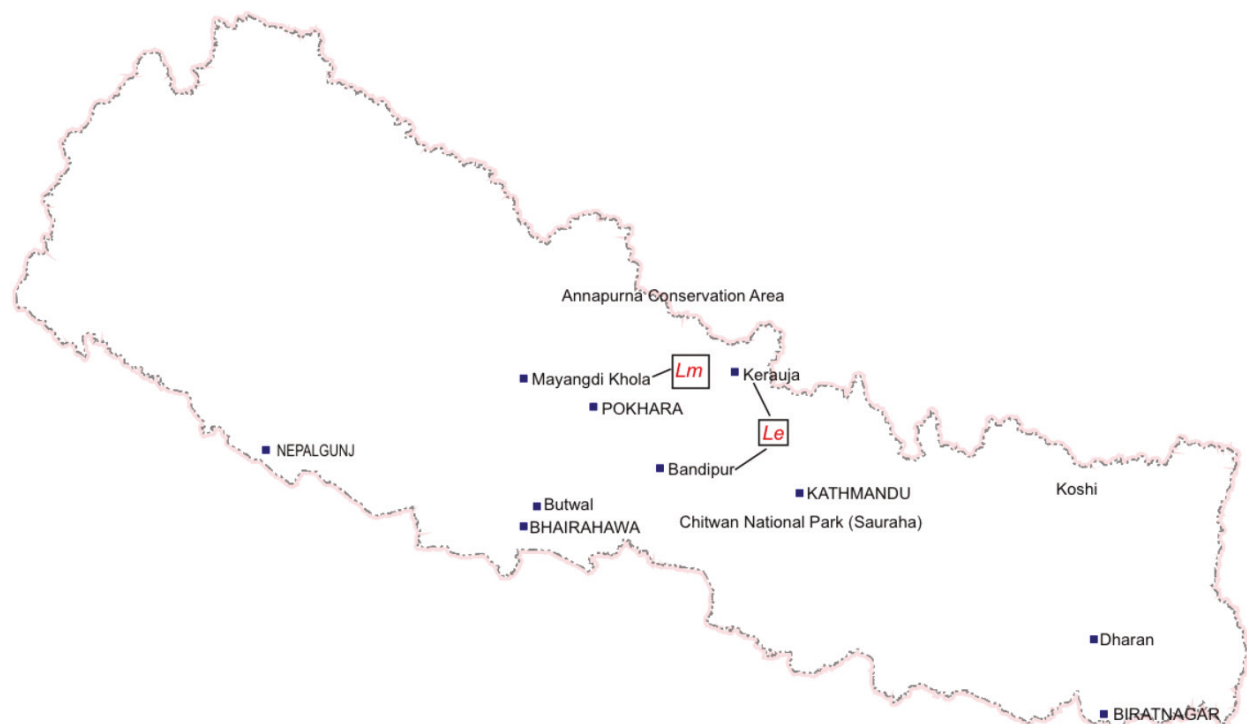 Annapurna Conservation Area
Mayangdi Khola
Lm
Kerauja
POKHARA
Le
NEPALGUNJ
Bandipur
KATHMANDU
Koshi
Butwal
Chitwan National Park (Sauraha)
BHAIRAHAWA
Dharan
BIRATNAGAR